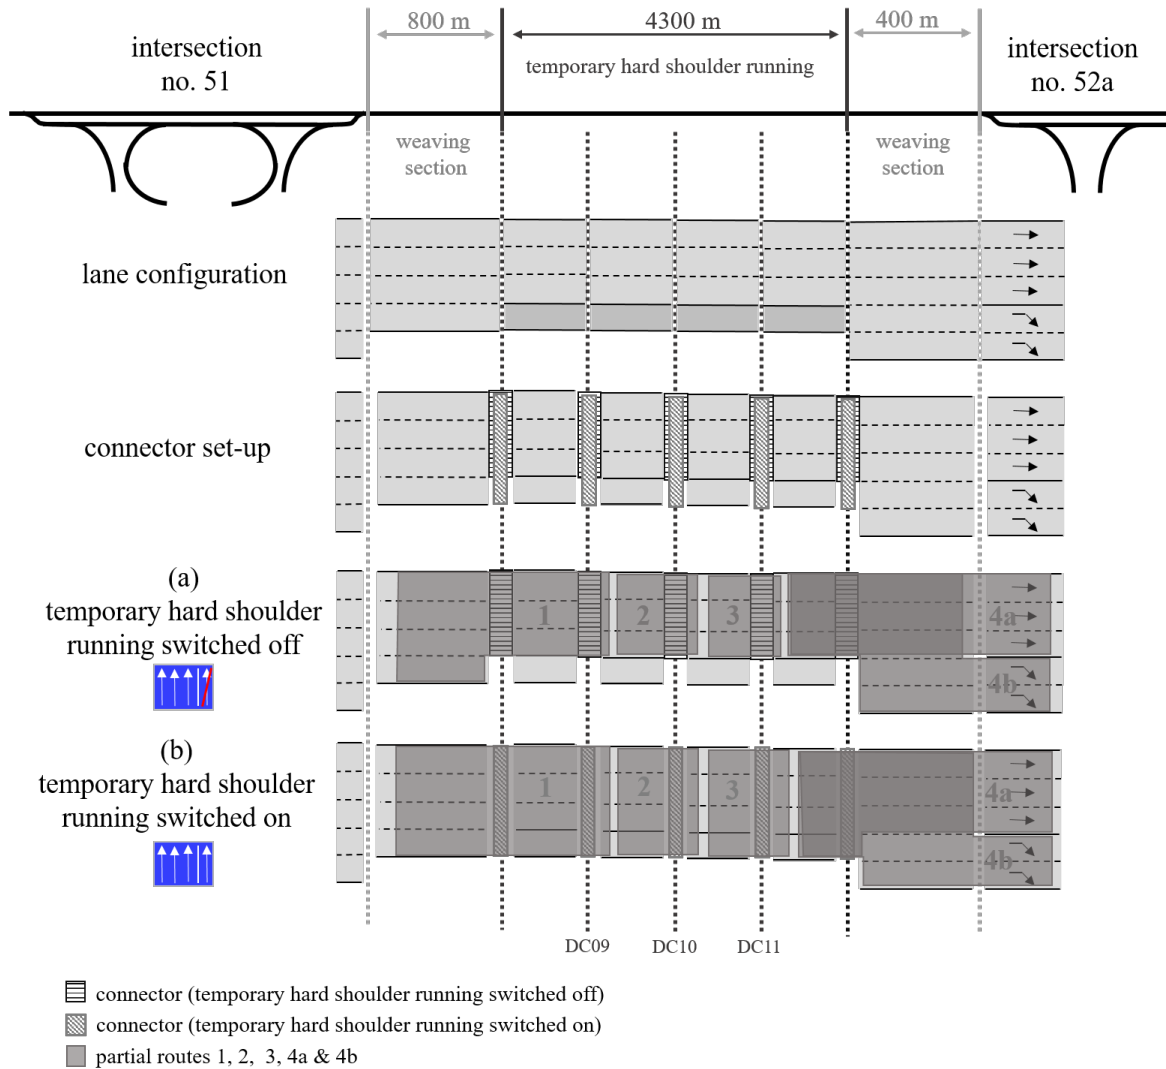 800 m
4300 m
400 m
intersection
no. 51
temporary hard shoulder running
intersection
no. 52a
weaving
section
weaving
section
lane configuration
connector set-up
(a)
temporary hard shoulder
running switched off
1
2
3
4a
4b
(b)
temporary hard shoulder
running switched on
1
2
3
4a
4b
DC09
DC10
DC11
connector (temporary hard shoulder running switched off)
connector (temporary hard shoulder running switched on)
partial routes 1, 2, 3, 4a & 4b